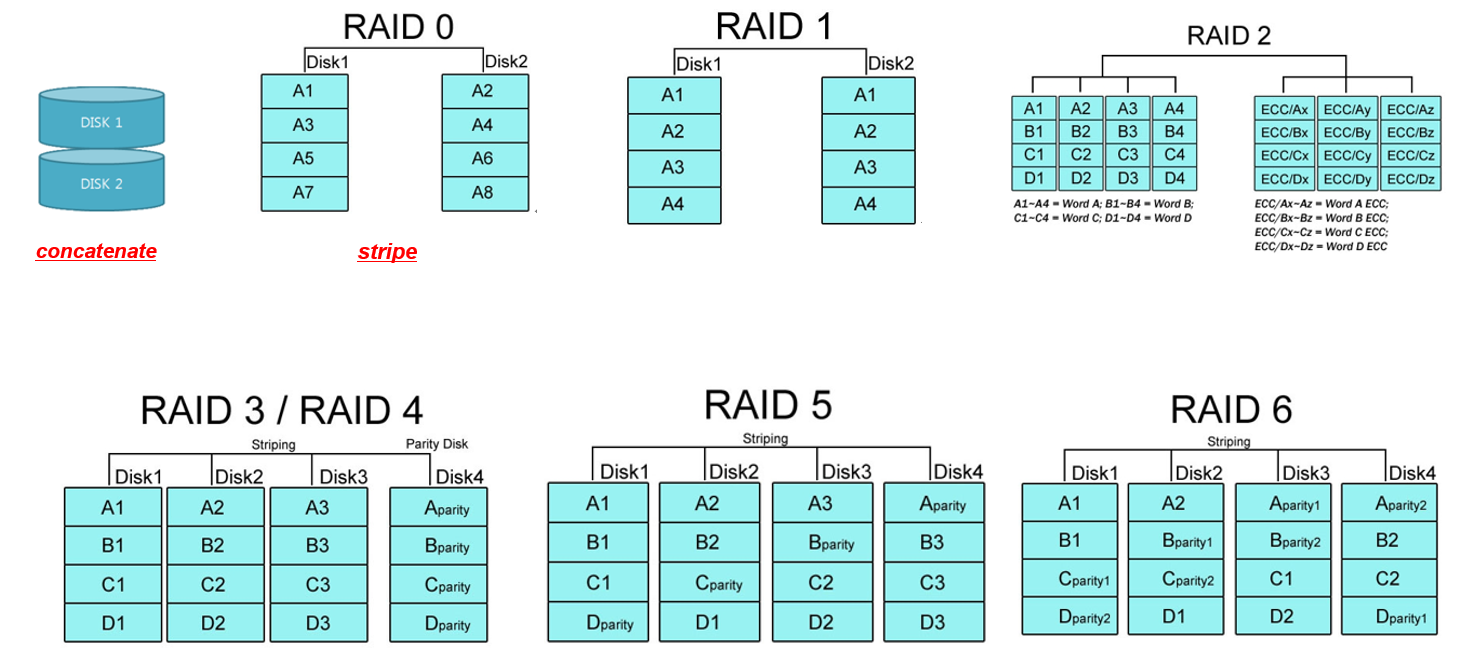 RAID 0
RAID 1
RAID 2
Disk1 Disk2
Disk1 Disk2
DISK 1
DISK 2
concatenate
A1 A2
A3 A4
A5 A6
A7 A8
stripe
A1 A1
A2 A2
A3 A3
A4 A4
A1 A2 A3 A4
B1 B2 B3 B4
C1 C2 C3 C4
D1 D2 D3 D4
A1~A4 = Word A; B1~B4 = Word B;
C1~C4 = Word C; D1~D4 = Word D
ECC/Ax ECC/Ay ECC/Az
ECC/Bx ECC/By ECC/Bz
ECC/Cx ECC/Cy ECC/Cz
ECC/Dx ECC/Dy ECC/Dz
ECC/Ax~Az = Word A ECC;
ECC/Bx~Bz = Word B ECC;
ECC/Cx~Cz = Word C ECC;
ECC/Dx~Dz = Word D ECC
RAID 3 / RAID 4
Striping Parity Disk
Disk1 Disk2 Disk3 Disk4
A1 A2 A3 Aparity
B1 B2 B3 Bparity
C1 C2 C3 Cparity
D1 D2 D3 Dparity
RAID 5
Striping
Disk1 Disk2 Disk3 Disk4
A1 A2 A3 Aparity
B1 B2 Bparity B3
C1 Cparity C2 C3
Dparity D1 D2 D3
RAID 6
Striping
Disk1 Disk2 Disk3 Disk4
A1 A2 Aparity1 Aparity2
B1 Bparity1 Bparity2 B2
Cparity1 Cparity2 C1 C2
Dparity2 D1 D2 Dparity1